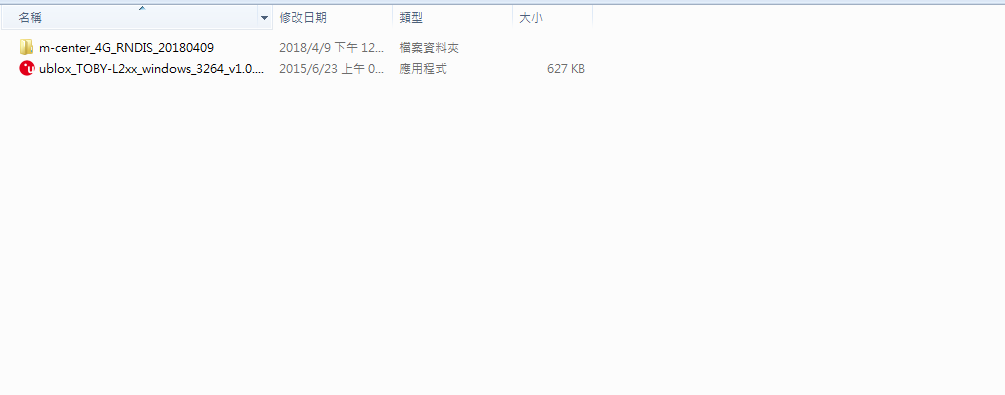 名稱 修改日期 類型 大小
m-center_4G_RNDIS_20180409 2018/4/9 下午 12... 檔案資料夾
ublox_TOBY-L2xx_windows_3264_v1.0.... 2015/6/23 上午 0... 應用程式 627 KB